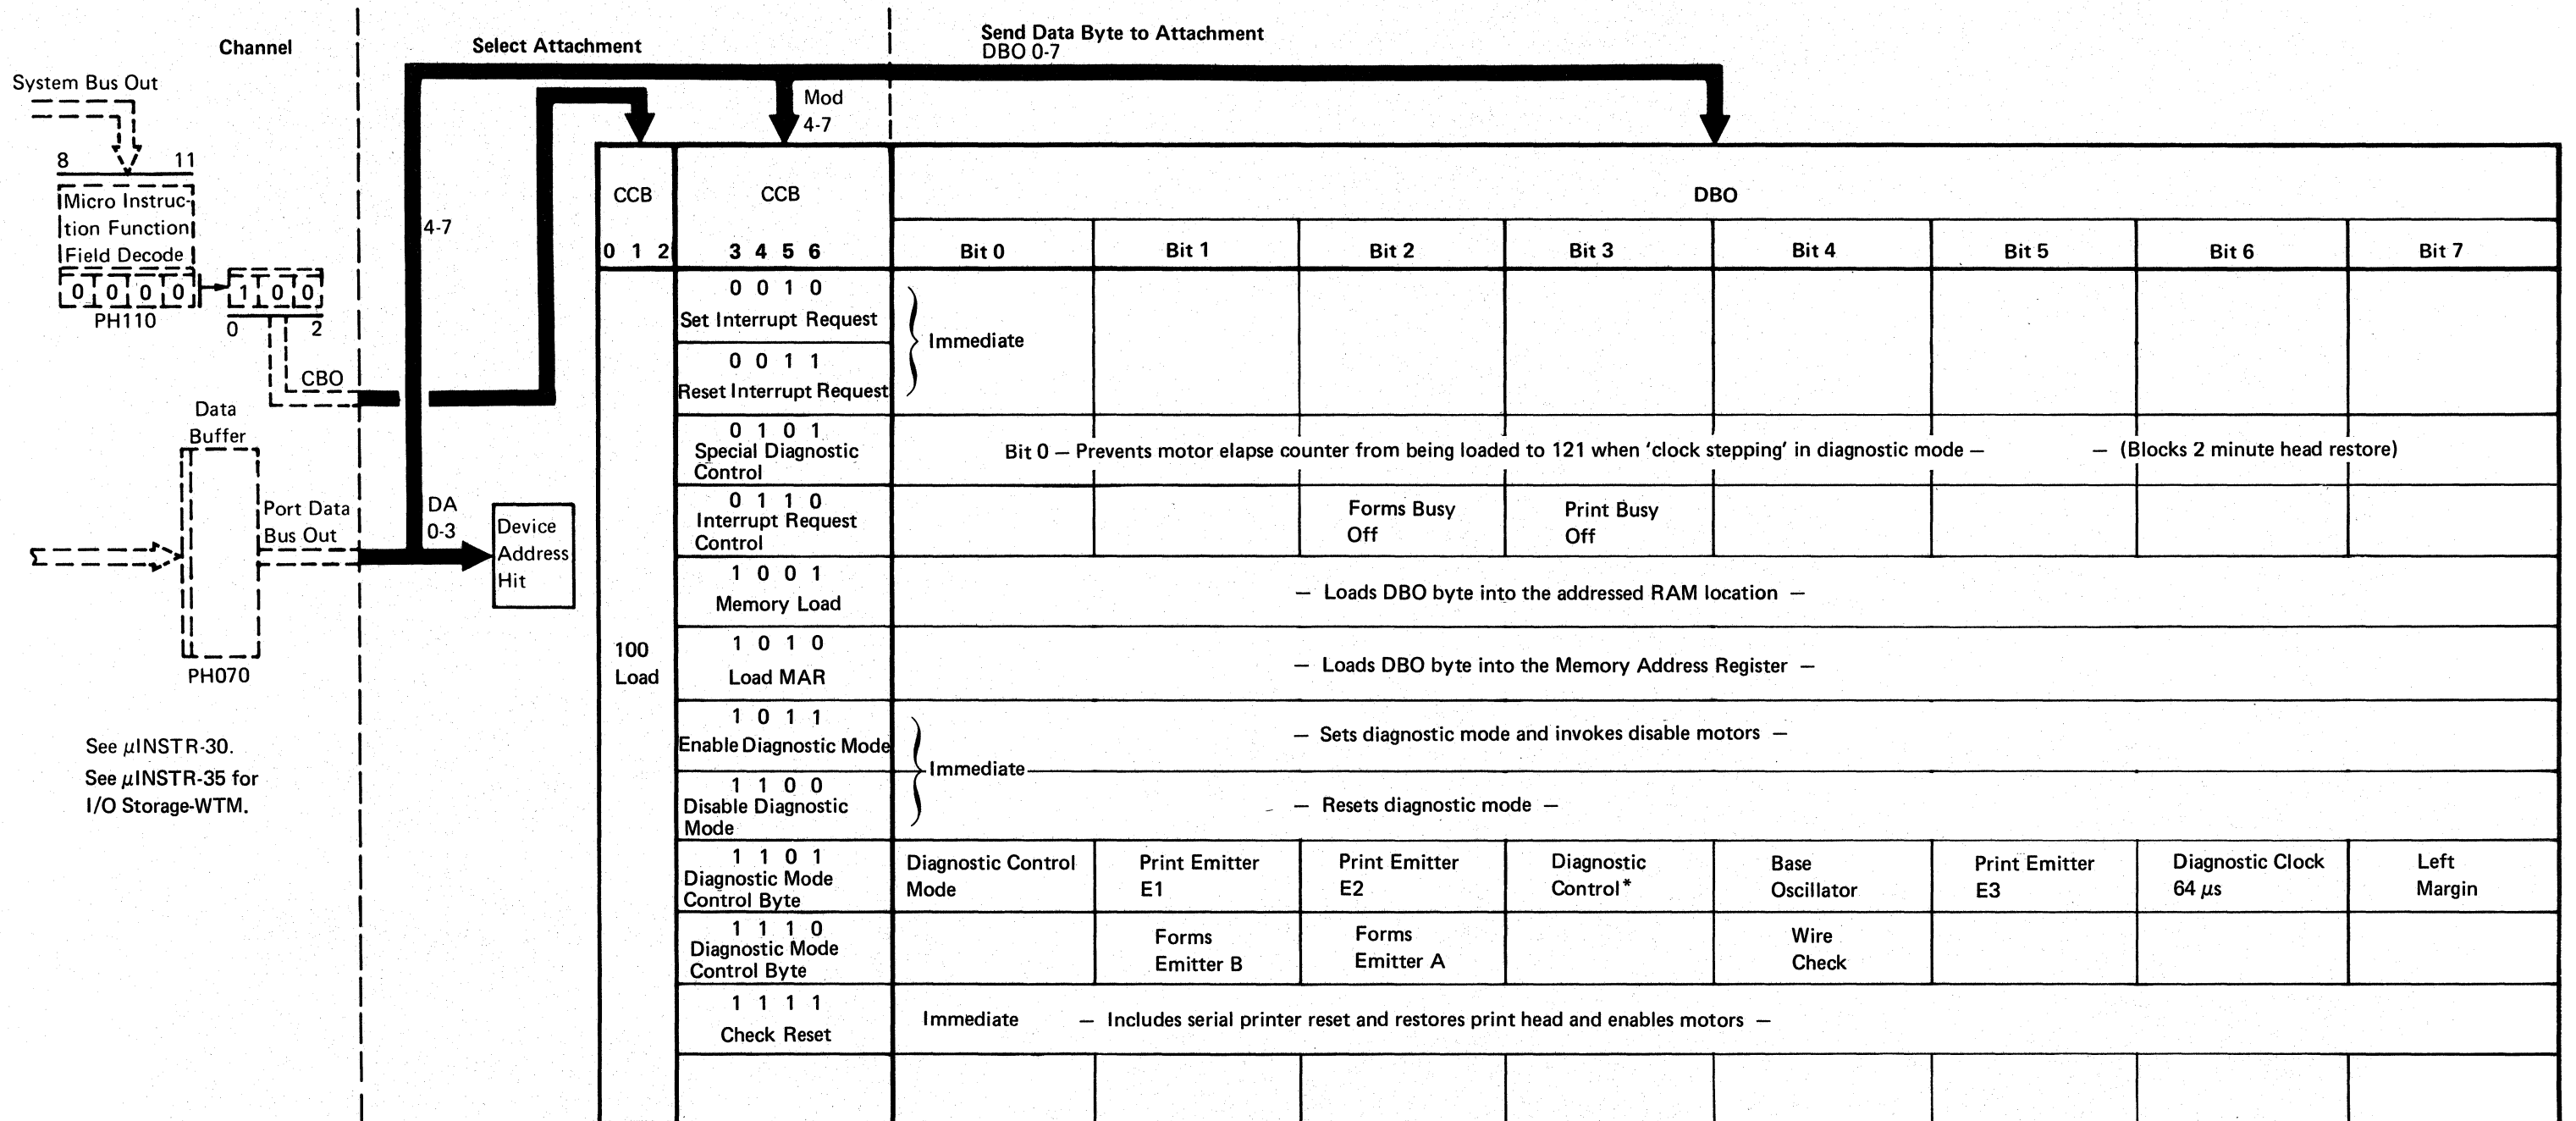 Channel
Select Attachment
Send Data Byte to Attachment
DBO 0-7
System Bus Out
8 11
Micro Instruc-
tion Function
Field Decode
0 0 0 0
1 0 0
PH110
0 2
CBO
Data
Buffer
Port Data
Bus Out
PH070
4-7
DA
0-3
Device
Address
Hit
Mod
4-7
See μINSTR-30.
See μINSTR-35 for
I/O Storage-WTM.
CCB CCB DBO
0 1 2 3 4 5 6 Bit 0 Bit 1 Bit 2 Bit 3 Bit 4 Bit 5 Bit 6 Bit 7
100
Load
0 0 1 0
Set Interrupt Request
Immediate
0 0 1 1
Reset Interrupt Request
0 1 0 1
Special Diagnostic
Control
Bit 0 — Prevents motor elapse counter from being loaded to 121 when ‘clock stepping’ in diagnostic mode — — (Blocks 2 minute head restore)
0 1 1 0
Interrupt Request
Control
Forms Busy
Off
Print Busy
Off
1 0 0 1
Memory Load
— Loads DBO byte into the addressed RAM location —
1 0 1 0
Load MAR
— Loads DBO byte into the Memory Address Register —
1 0 1 1
Enable Diagnostic Mode
— Sets diagnostic mode and invokes disable motors —
Immediate
1 1 0 0
Disable Diagnostic
Mode
— Resets diagnostic mode —
1 1 0 1
Diagnostic Mode
Control Byte
Diagnostic Control
Mode
Print Emitter
E1
Print Emitter
E2
Diagnostic
Control*
Base
Oscillator
Print Emitter
E3
Diagnostic Clock
64 μs
Left
Margin
1 1 1 0
Diagnostic Mode
Control Byte
Forms
Emitter B
Forms
Emitter A
Wire
Check
1 1 1 1
Check Reset
Immediate — Includes serial printer reset and restores print head and enables motors —